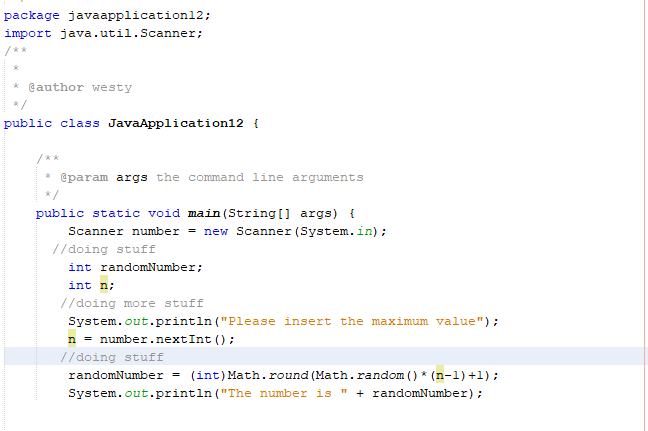 package javaapplication12;
import java.util.Scanner;
/**
*
* @author westy
*/
public class JavaApplication12 {
/**
* @param args the command line arguments
*/
public static void main(String[] args) {
Scanner number = new Scanner(System.in);
//doing stuff
int randomNumber;
int n;
//doing more stuff
System.out.println("Please insert the maximum value");
n = number.nextInt();
//doing stuff
randomNumber = (int)Math.round(Math.random()*(n-1)+1);
System.out.println("The number is " + randomNumber);